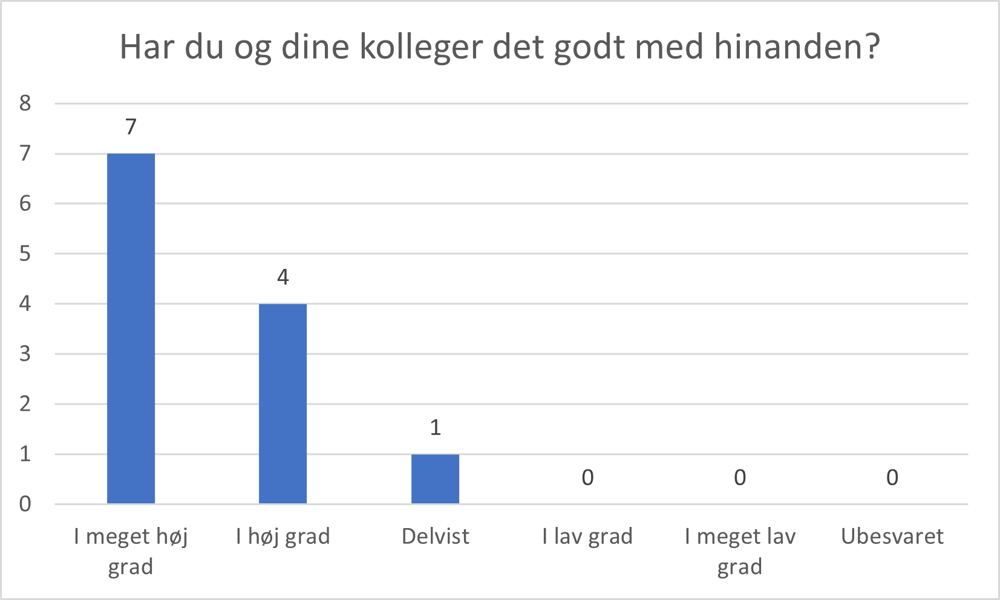 Har du og dine kolleger det godt med hinanden?
8
7
6
5
4
3
2
1
0
7
4
1
0
0
0
I meget høj grad
I høj grad
Delvist
I lav grad
I meget lav grad
Ubesvaret